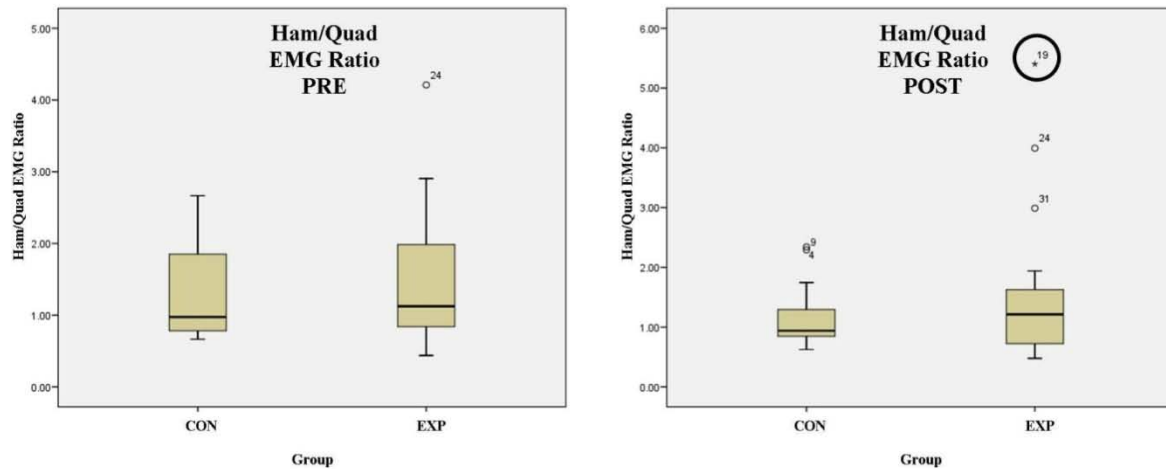 Ham/Quad
EMG Ratio
PRE
Ham/Quad EMG Ratio
5.00
4.00
3.00
2.00
1.00
0.00
24
CON
EXP
Group
Ham/Quad
EMG Ratio
POST
Ham/Quad EMG Ratio
6.00
5.00
4.00
3.00
2.00
1.00
0.00
19
24
31
9
4
CON
EXP
Group